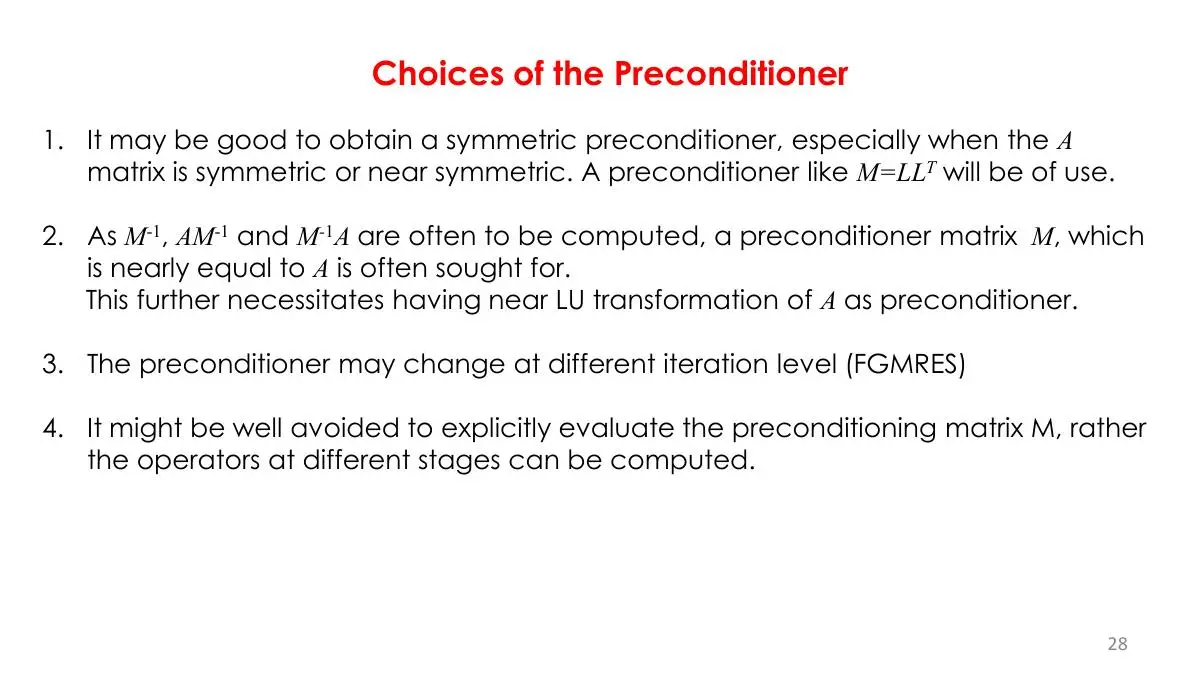 Choices of the Preconditioner
1. It may be good to obtain a symmetric preconditioner, especially when the A
matrix is symmetric or near symmetric. A preconditioner like M=LLᵀ will be of use.
2. As M⁻¹, AM⁻¹ and M⁻¹A are often to be computed, a preconditioner matrix M, which
is nearly equal to A is often sought for.
This further necessitates having near LU transformation of A as preconditioner.
3. The preconditioner may change at different iteration level (FGMRES)
4. It might be well avoided to explicitly evaluate the preconditioning matrix M, rather
the operators at different stages can be computed.
28